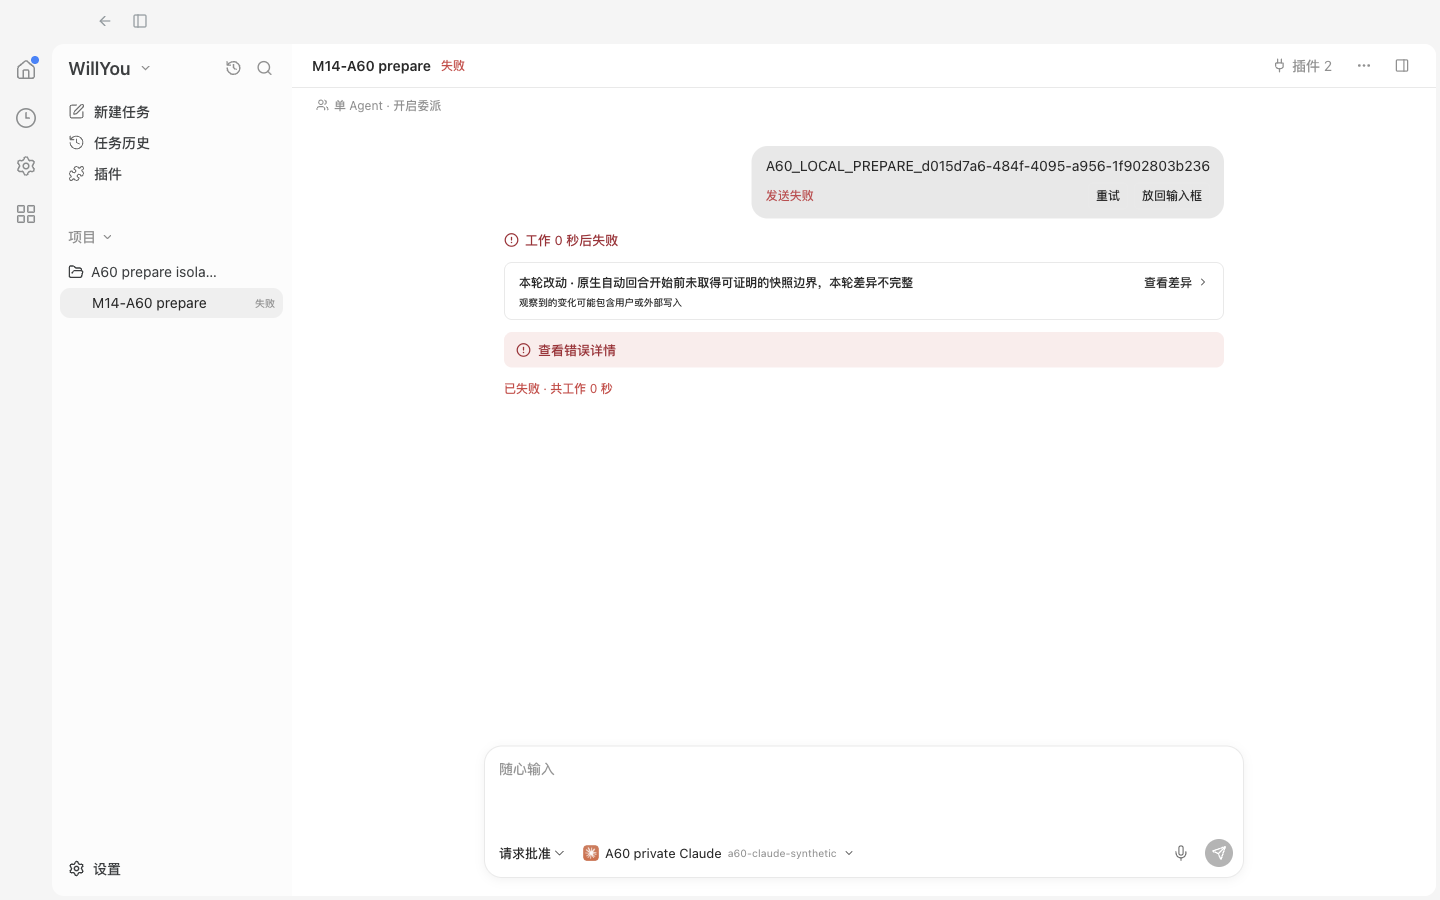 WillYou
新建任务
任务历史
插件
项目
A60 prepare isola...
M14-A60 prepare 失败
设置
M14-A60 prepare 失败
插件 2
单 Agent · 开启委派
A60_LOCAL_PREPARE_d015d7a6-484f-4095-a956-1f902803b236
发送失败 重试 放回输入框
工作 0 秒后失败
本轮改动 · 原生自动回合开始前未取得可证明的快照边界，本轮差异不完整 查看差异
观察到的变化可能包含用户或外部写入
查看错误详情
已失败 · 共工作 0 秒
随心输入
请求批准 A60 private Claude a60-claude-synthetic